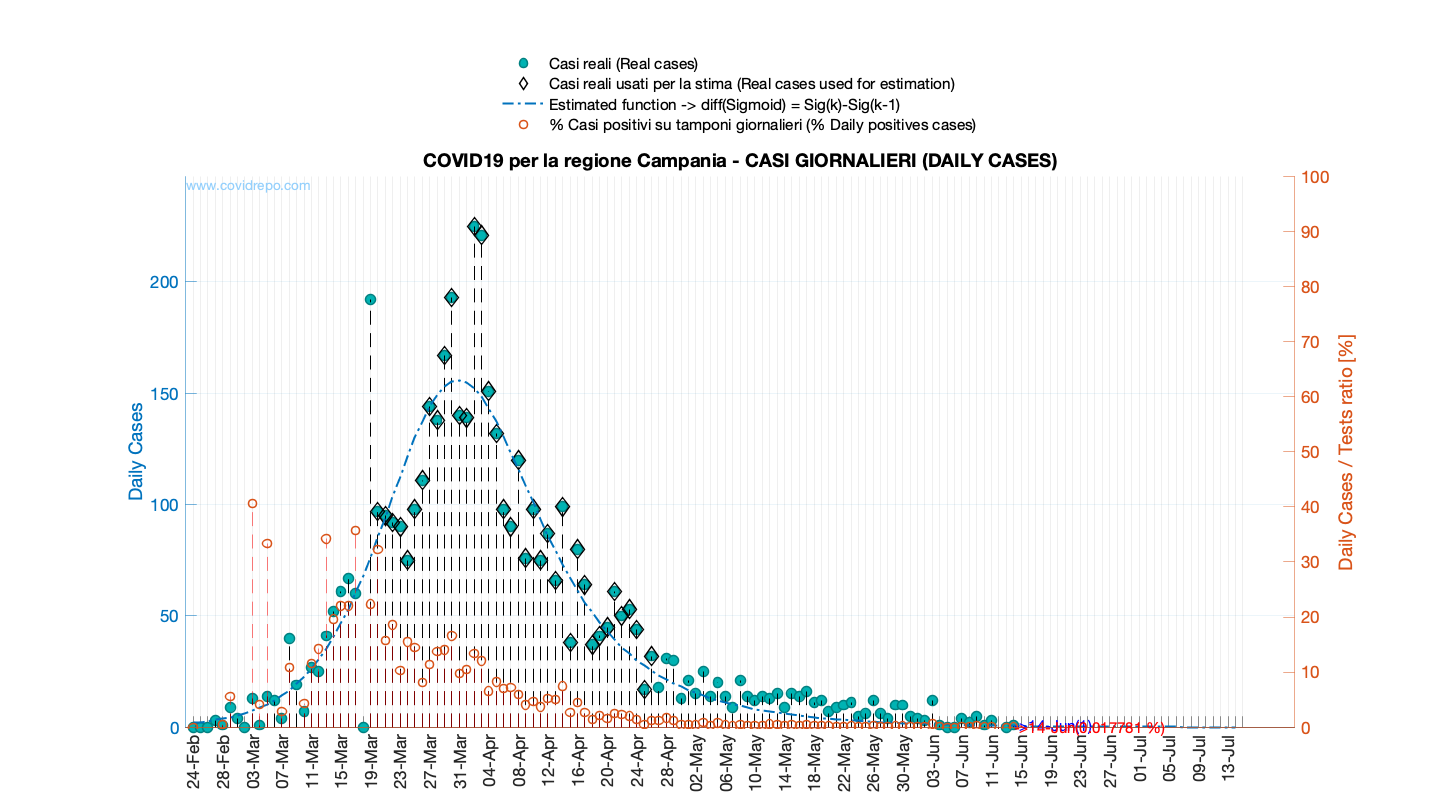 Casi reali (Real cases)
Casi reali usati per la stima (Real cases used for estimation)
Estimated function -> diff(Sigmoid) = Sig(k)-Sig(k-1)
% Casi positivi su tamponi giornalieri (% Daily positives cases)
COVID19 per la regione Campania - CASI GIORNALIERI (DAILY CASES)
www.covidrepo.com
Daily Cases
200
150
100
50
0
100
90
80
70
60
50
40
30
20
10
0
Daily Cases / Tests ratio [%]
24-Feb
28-Feb
03-Mar
07-Mar
11-Mar
15-Mar
19-Mar
23-Mar
27-Mar
31-Mar
04-Apr
08-Apr
12-Apr
16-Apr
20-Apr
24-Apr
28-Apr
02-May
06-May
10-May
14-May
18-May
22-May
26-May
30-May
03-Jun
07-Jun
11-Jun
15-Jun
19-Jun
23-Jun
27-Jun
01-Jul
05-Jul
09-Jul
13-Jul